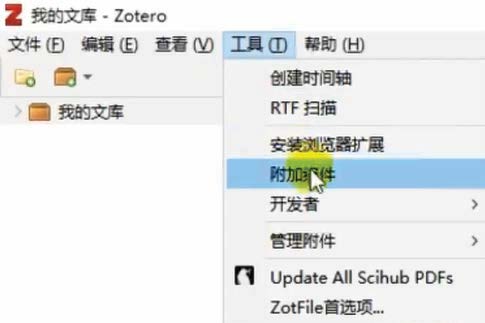 我的文库 - Zotero
文件 (F) 编辑 (E) 查看 (V) 工具 (T) 帮助 (H)
我的文库
创建时间轴
RTF 扫描
安装浏览器扩展
附加组件
开发者
管理附件
Update All Scihub PDFs
ZotFile首选项...